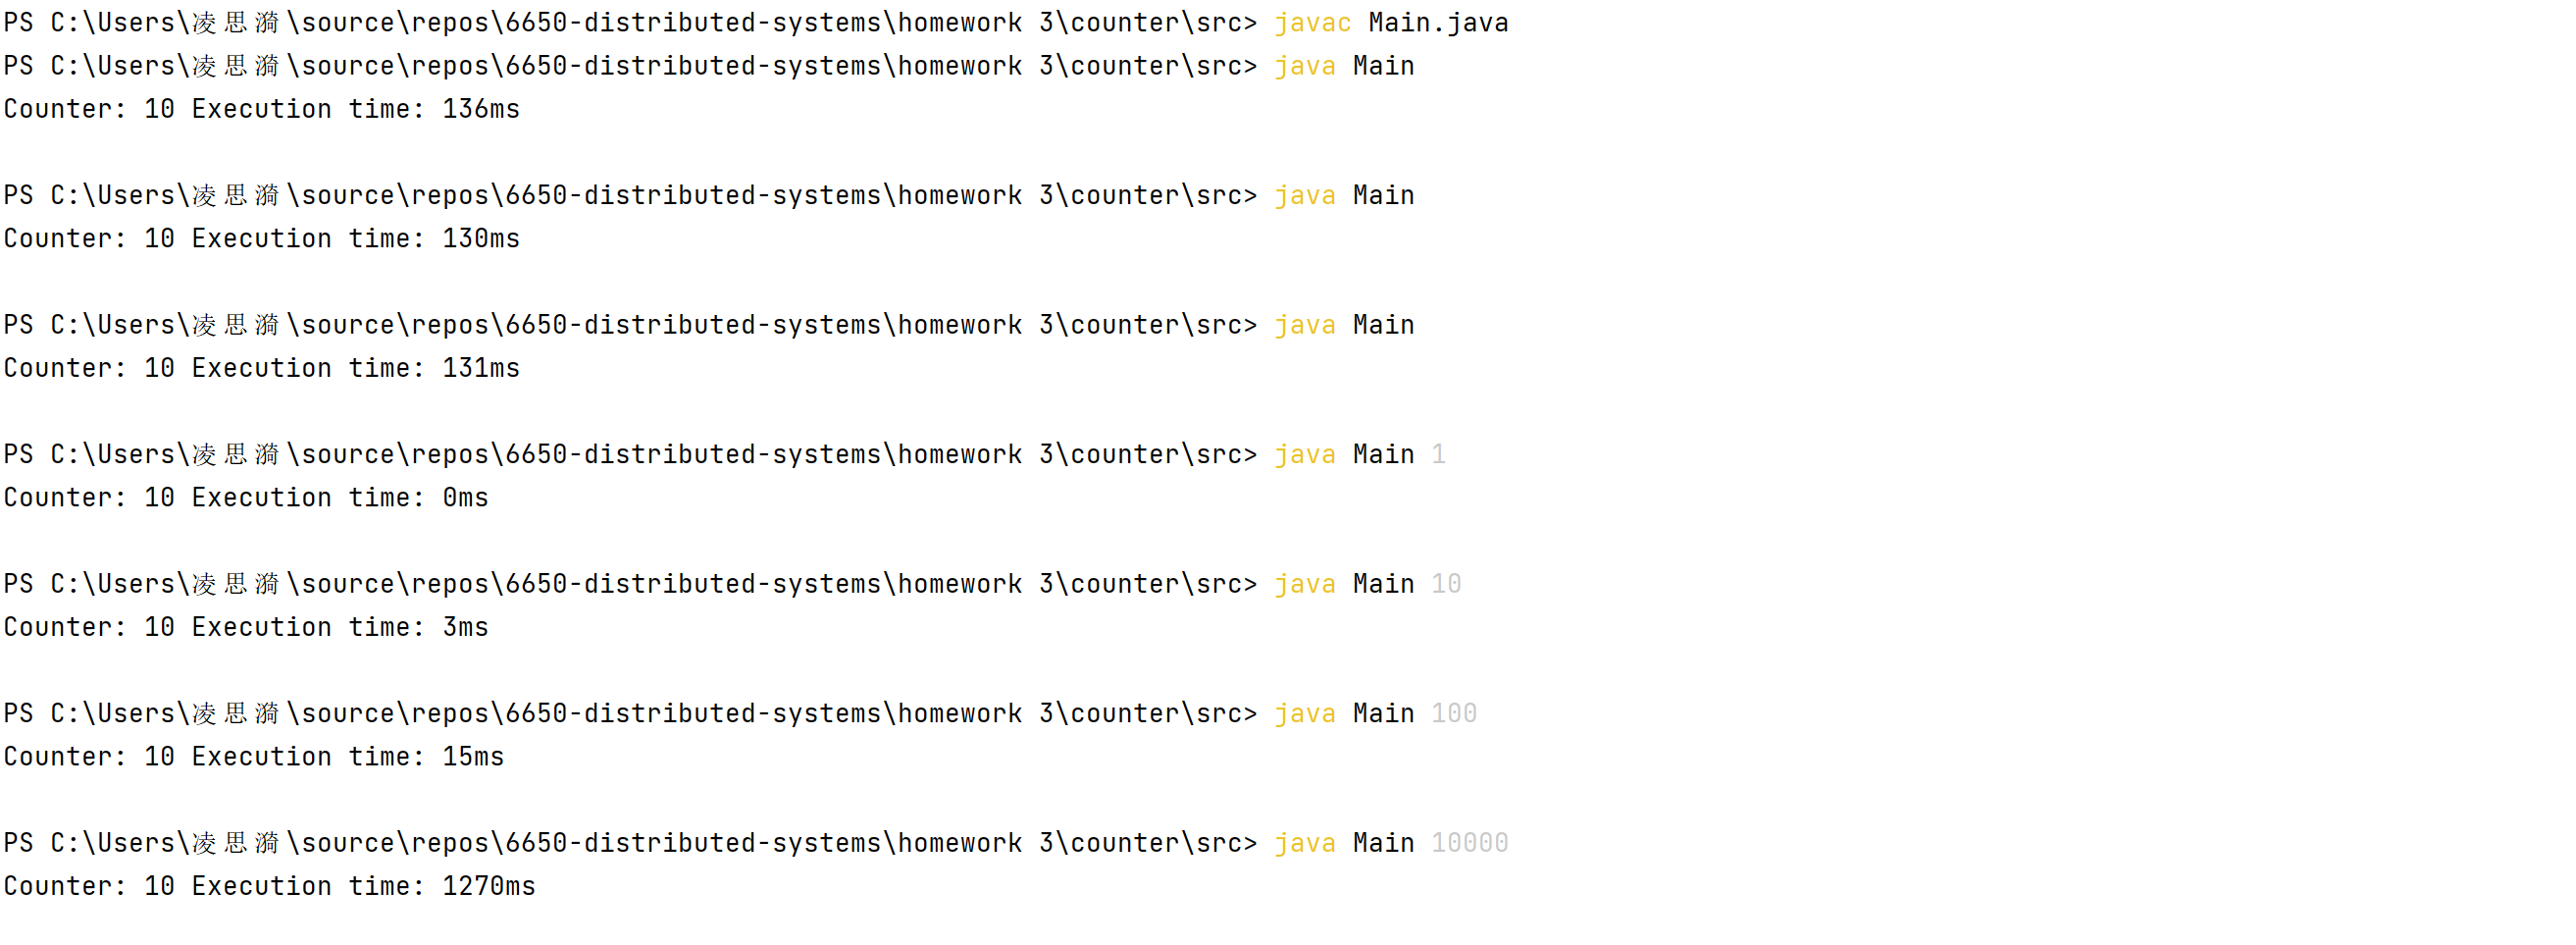 PS C:\Users\凌思漪\source\repos\6650-distributed-systems\homework 3\counter\src> javac Main.java
PS C:\Users\凌思漪\source\repos\6650-distributed-systems\homework 3\counter\src> java Main
Counter: 10 Execution time: 136ms
PS C:\Users\凌思漪\source\repos\6650-distributed-systems\homework 3\counter\src> java Main
Counter: 10 Execution time: 130ms
PS C:\Users\凌思漪\source\repos\6650-distributed-systems\homework 3\counter\src> java Main
Counter: 10 Execution time: 131ms
PS C:\Users\凌思漪\source\repos\6650-distributed-systems\homework 3\counter\src> java Main 1
Counter: 10 Execution time: 0ms
PS C:\Users\凌思漪\source\repos\6650-distributed-systems\homework 3\counter\src> java Main 10
Counter: 10 Execution time: 3ms
PS C:\Users\凌思漪\source\repos\6650-distributed-systems\homework 3\counter\src> java Main 100
Counter: 10 Execution time: 15ms
PS C:\Users\凌思漪\source\repos\6650-distributed-systems\homework 3\counter\src> java Main 10000
Counter: 10 Execution time: 1270ms